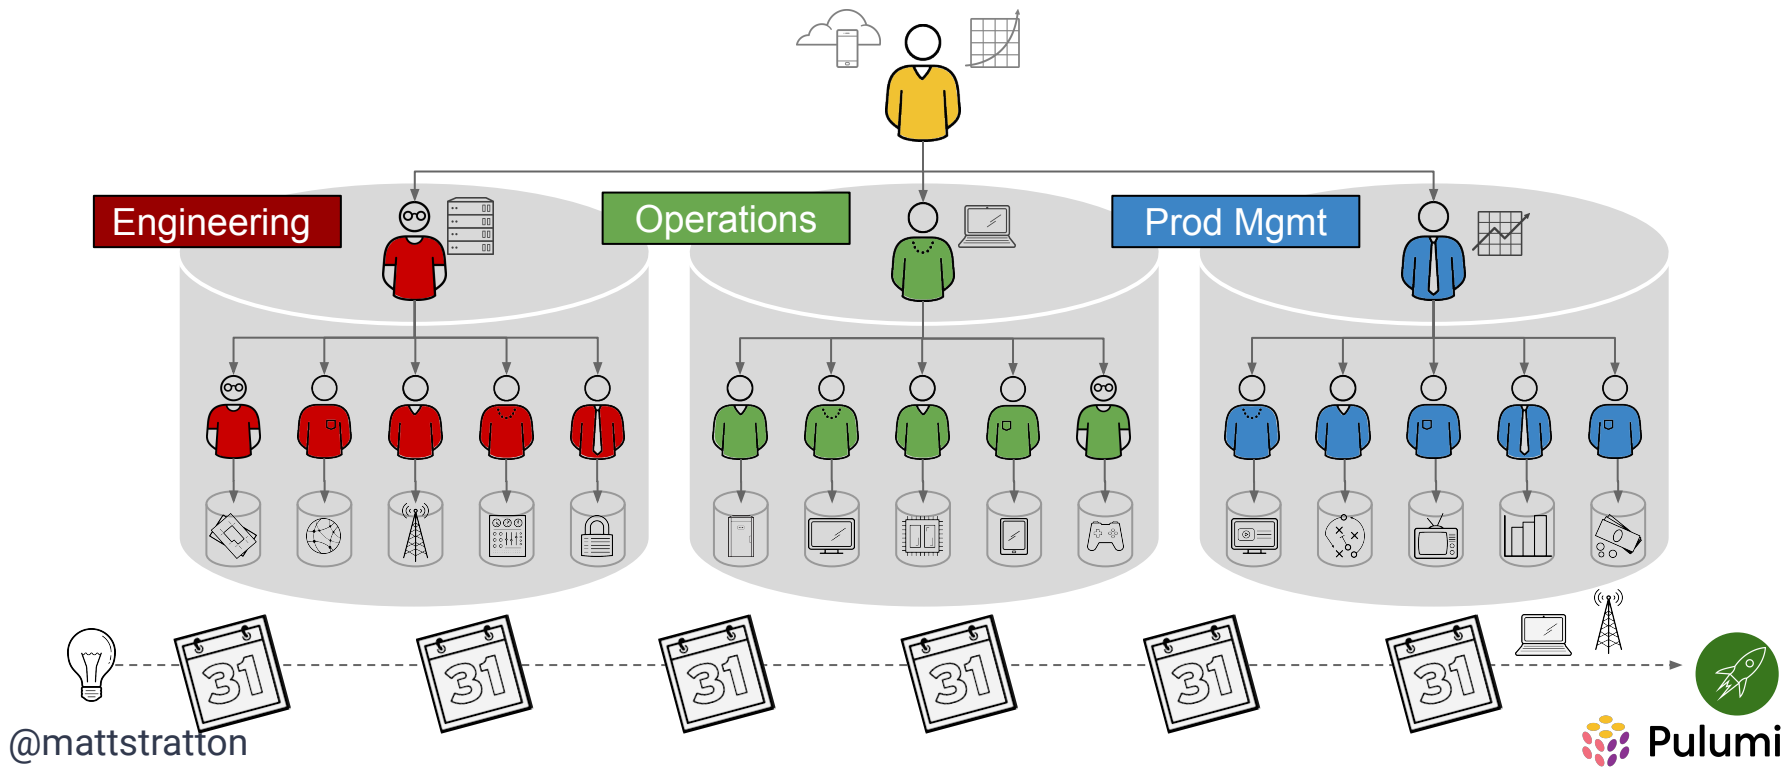 Engineering
Operations
Prod Mgmt
31
31
31
31
31
31
@mattstratton
Pulumi